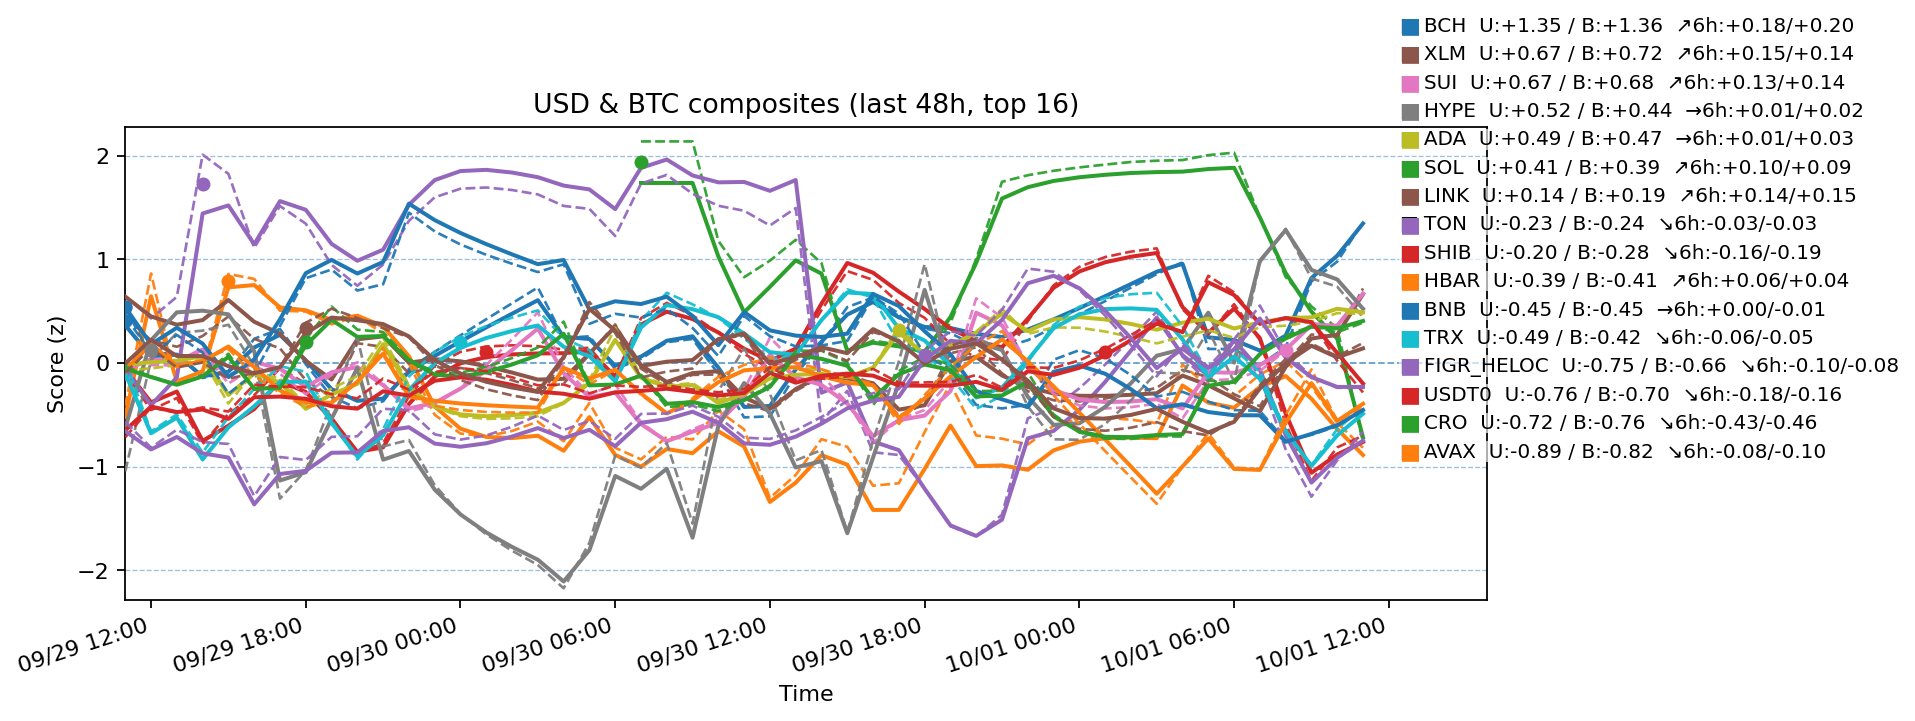 BCH  U:+1.35 / B:+1.36  ↗6h:+0.18/+0.20
XLM  U:+0.67 / B:+0.72  ↗6h:+0.15/+0.14
SUI  U:+0.67 / B:+0.68  ↗6h:+0.13/+0.14
HYPE  U:+0.52 / B:+0.44  →6h:+0.01/+0.02
ADA  U:+0.49 / B:+0.47  →6h:+0.01/+0.03
SOL  U:+0.41 / B:+0.39  ↗6h:+0.10/+0.09
LINK  U:+0.14 / B:+0.19  ↗6h:+0.14/+0.15
TON  U:-0.23 / B:-0.24  ↘6h:-0.03/-0.03
SHIB  U:-0.20 / B:-0.28  ↘6h:-0.16/-0.19
HBAR  U:-0.39 / B:-0.41  ↗6h:+0.06/+0.04
BNB  U:-0.45 / B:-0.45  →6h:+0.00/-0.01
TRX  U:-0.49 / B:-0.42  ↘6h:-0.06/-0.05
FIGR_HELOC  U:-0.75 / B:-0.66  ↘6h:-0.10/-0.08
USDT0  U:-0.76 / B:-0.70  ↘6h:-0.18/-0.16
CRO  U:-0.72 / B:-0.76  ↘6h:-0.43/-0.46
AVAX  U:-0.89 / B:-0.82  ↘6h:-0.08/-0.10
USD & BTC composites (last 48h, top 16)
Score (z)
2
1
0
−1
−2
09/29 12:00
09/29 18:00
09/30 00:00
09/30 06:00
09/30 12:00
09/30 18:00
10/01 00:00
10/01 06:00
10/01 12:00
Time